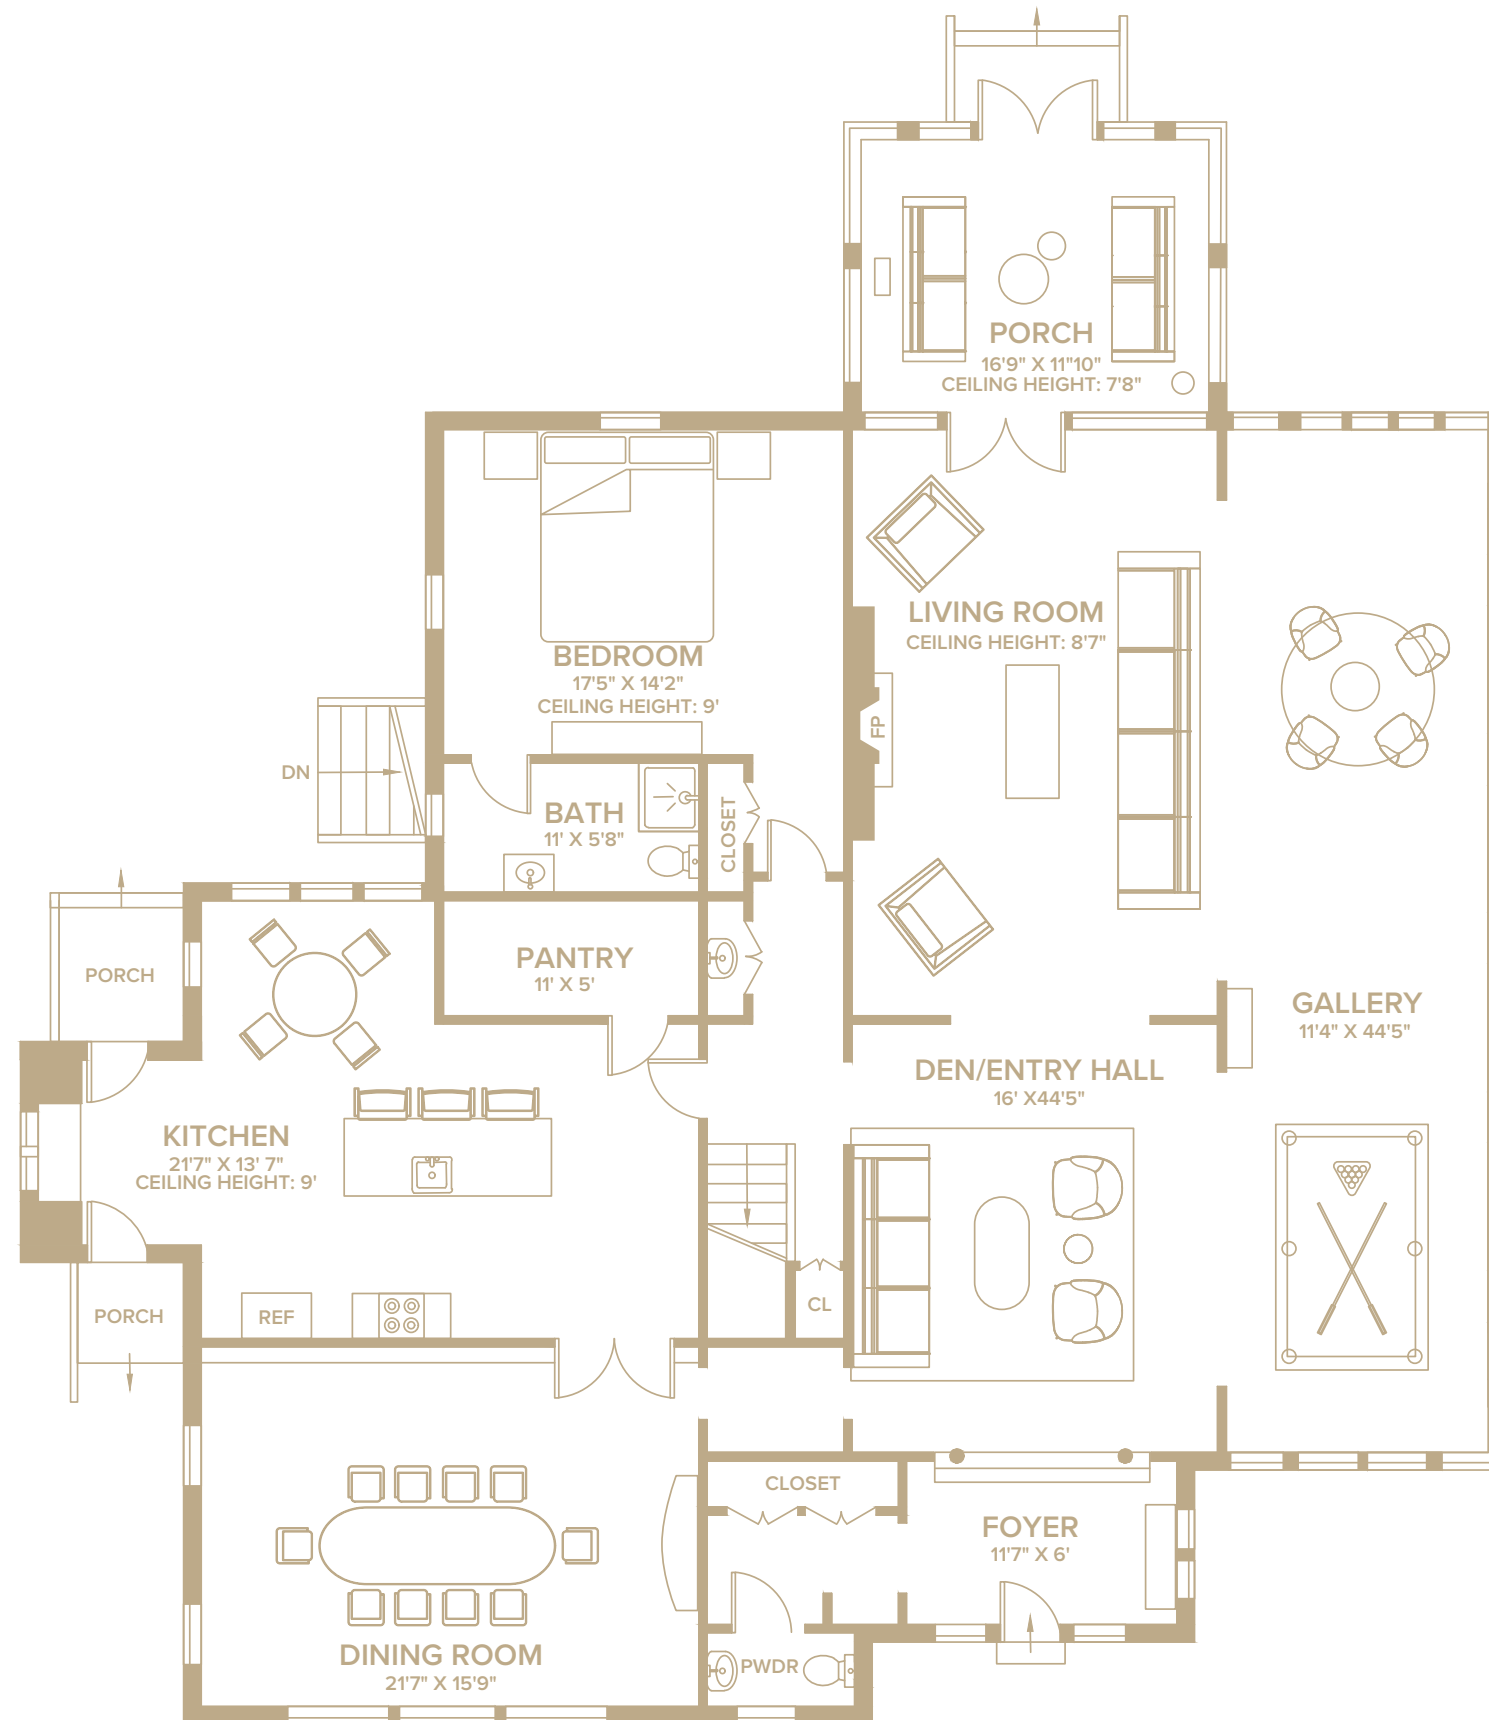 PORCH
16'9" X 11"10"
CEILING HEIGHT: 7'8"
LIVING ROOM
CEILING HEIGHT: 8'7"
FP
BEDROOM
17'5" X 14'2"
CEILING HEIGHT: 9'
DN
BATH
11' X 5'8"
CLOSET
PANTRY
11' X 5'
PORCH
GALLERY
11'4" X 44'5"
DEN/ENTRY HALL
16' X44'5"
KITCHEN
21'7" X 13' 7"
CEILING HEIGHT: 9'
PORCH
REF
CL
CLOSET
FOYER
11'7" X 6'
DINING ROOM
21'7" X 15'9"
PWDR